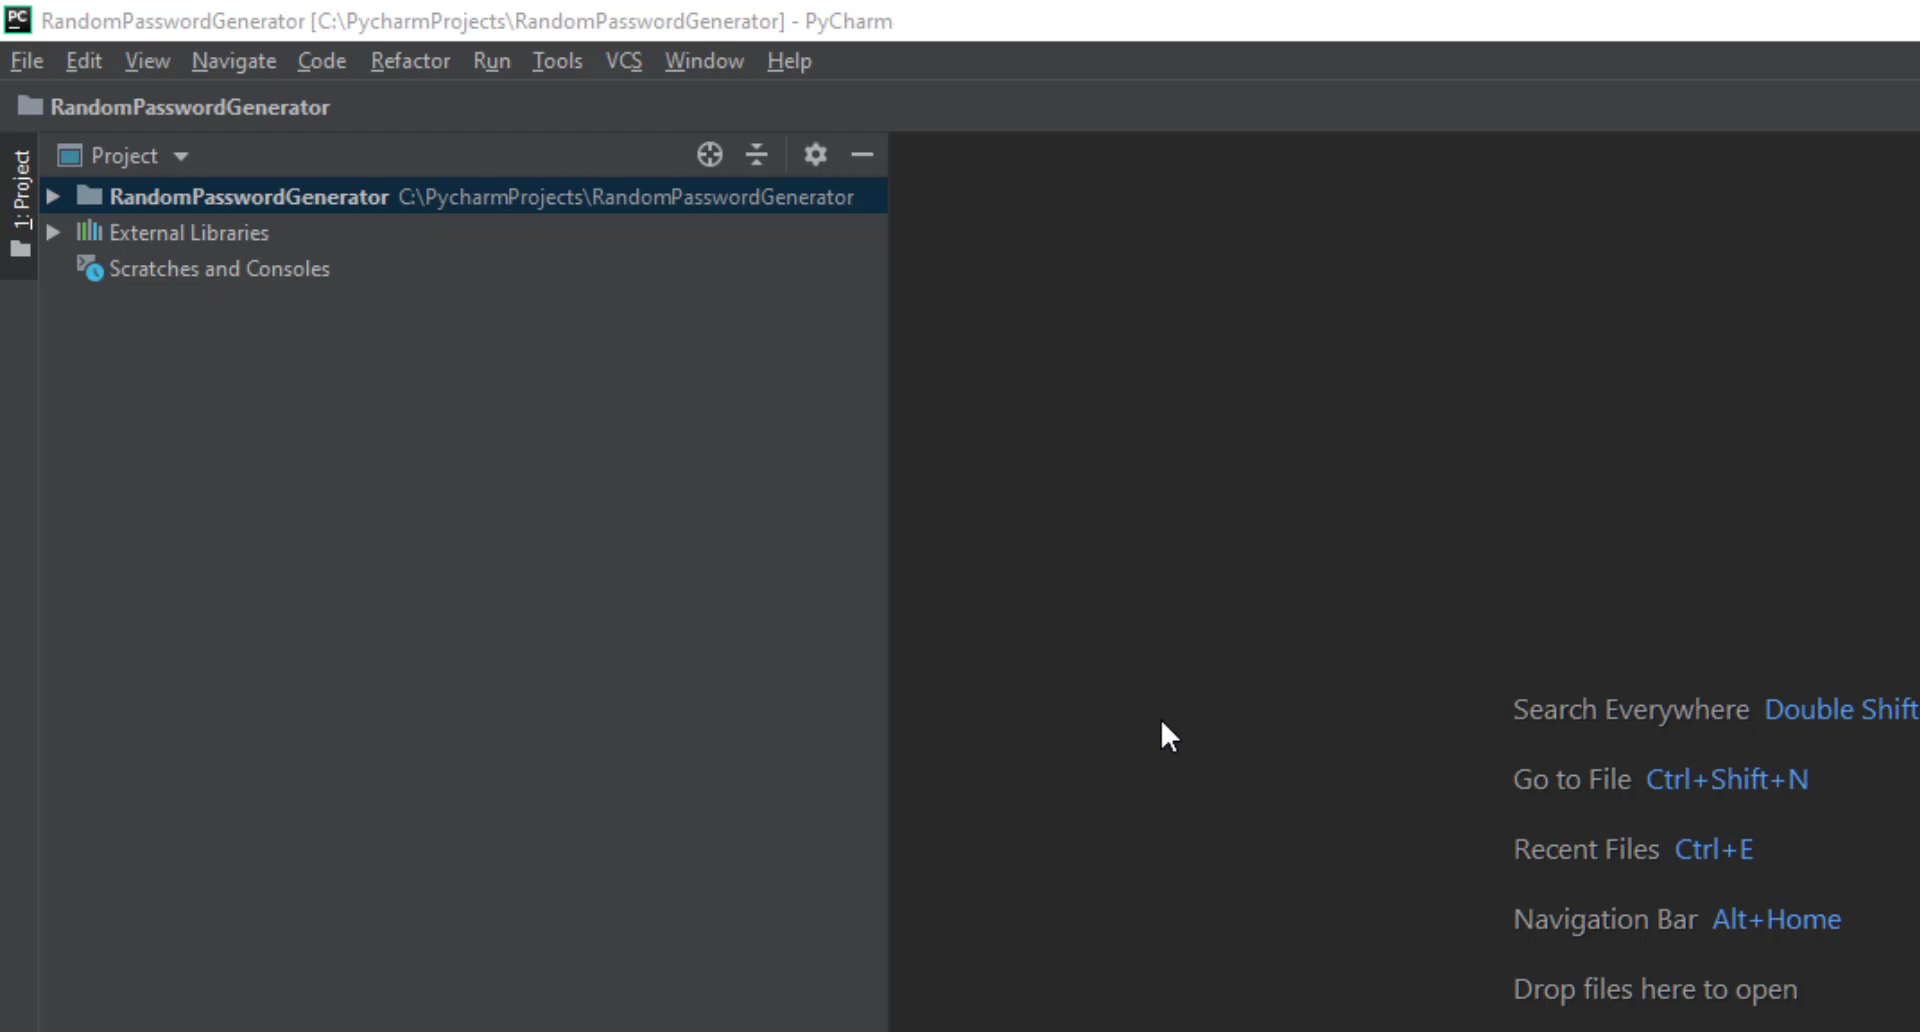 PC RandomPasswordGenerator [C:\PycharmProjects\RandomPasswordGenerator] - PyCharm
File Edit View Navigate Code Refactor Run Tools VCS Window Help
RandomPasswordGenerator
1: Project
Project
RandomPasswordGenerator C:\PycharmProjects\RandomPasswordGenerator
External Libraries
Scratches and Consoles
Search Everywhere Double Shift
Go to File Ctrl+Shift+N
Recent Files Ctrl+E
Navigation Bar Alt+Home
Drop files here to open